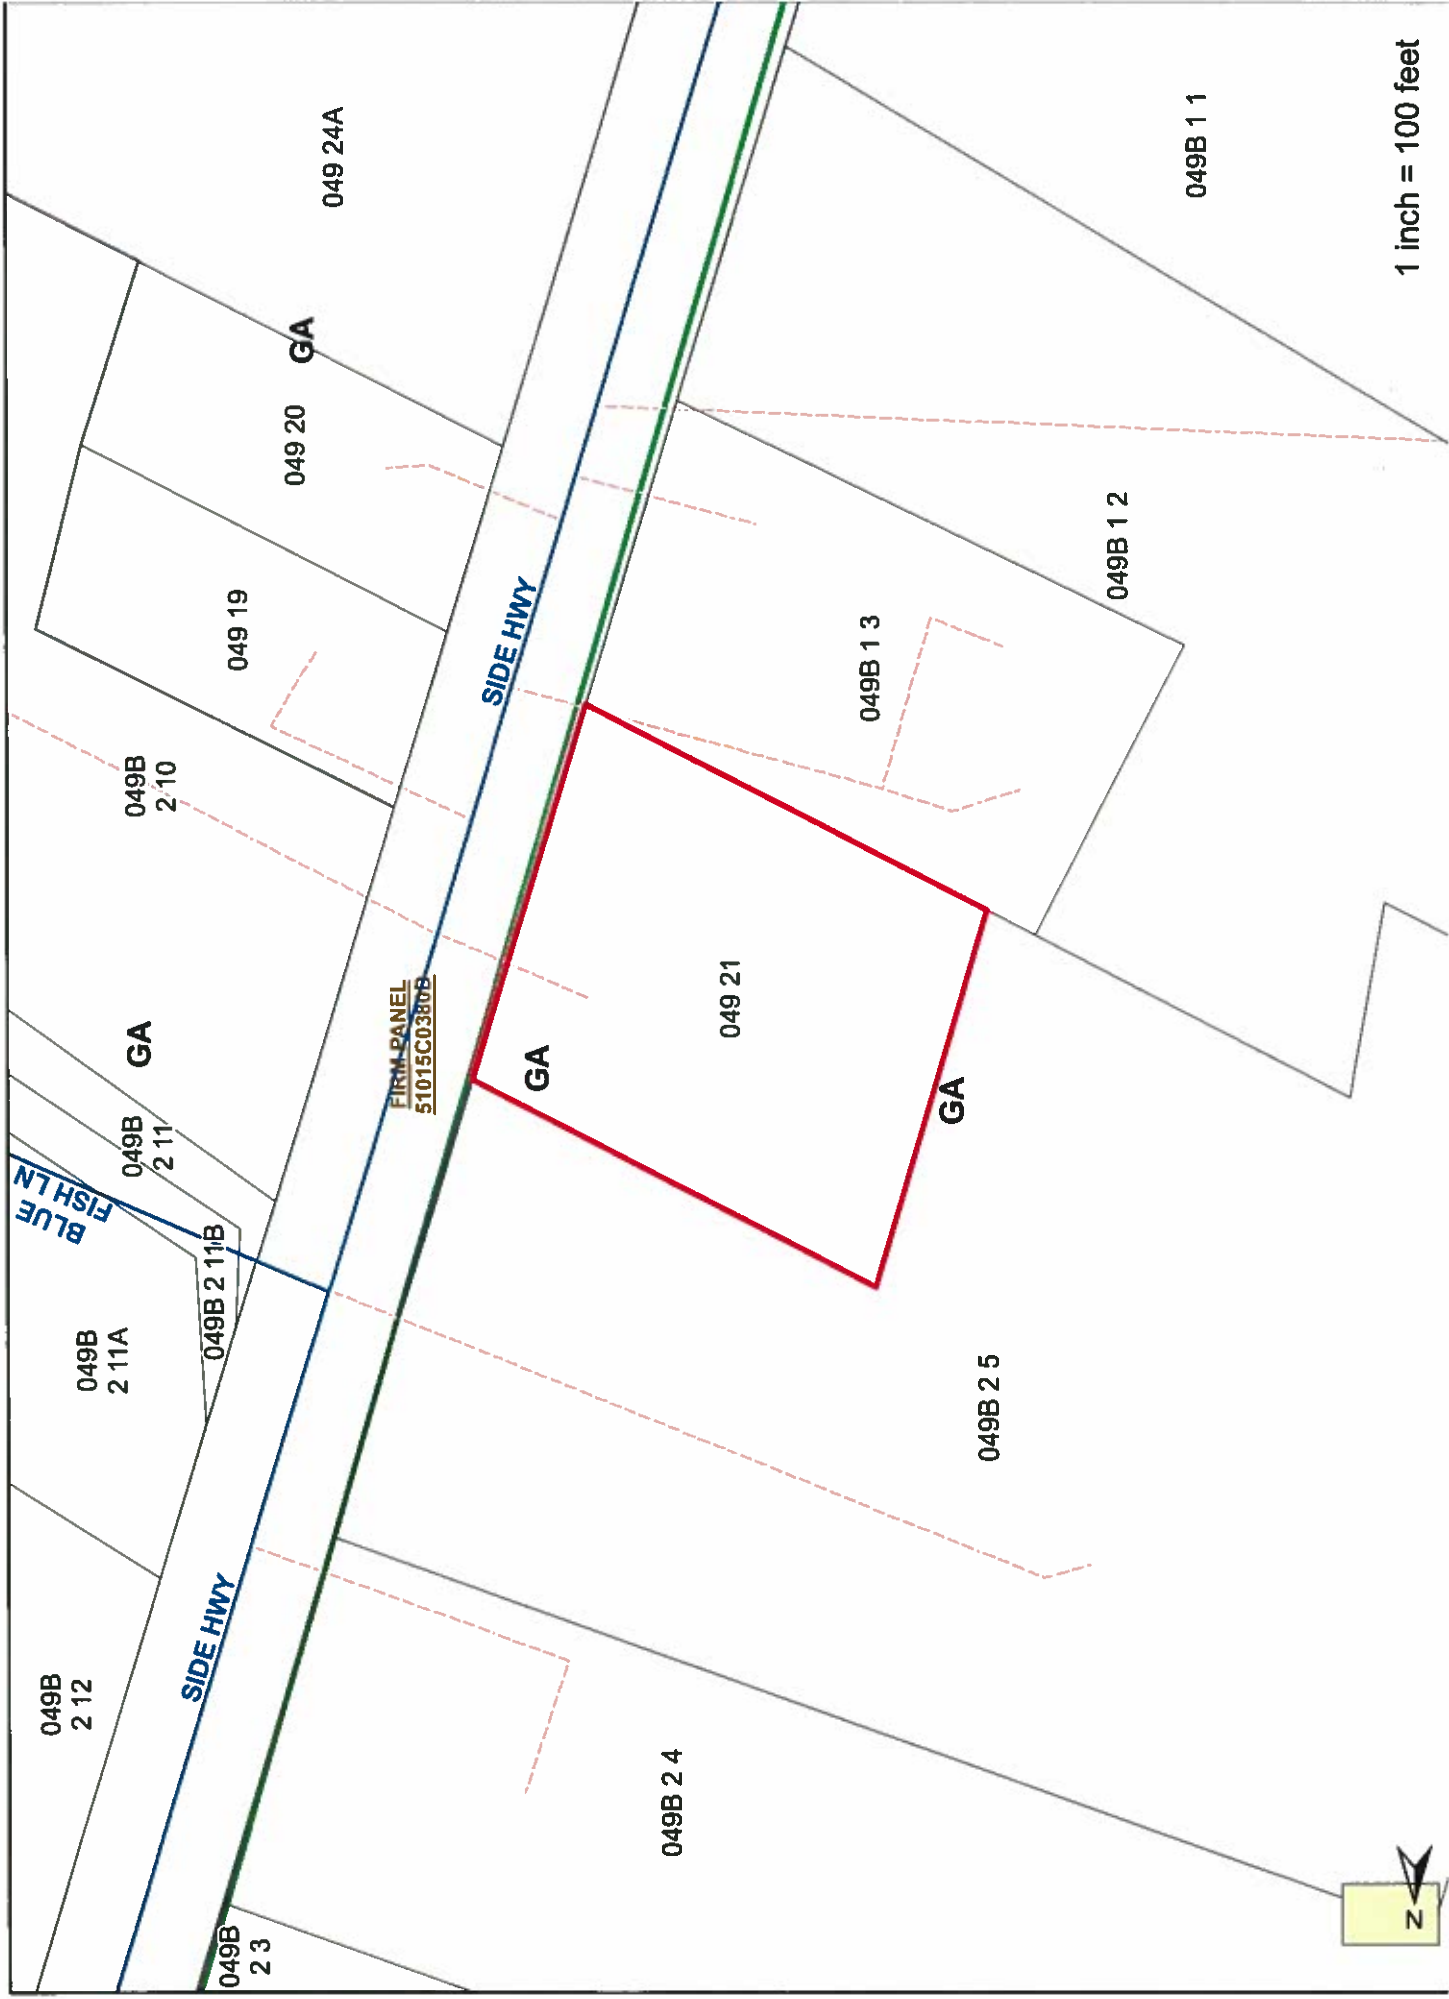 049B
2 12
BLUE
FISH LN
049B
2 11A
049B
2 11
GA
049B
2 10
SIDE HWY
049B 2 11B
049B
2 3
049 19
049 20
GA
049 24A
FIRM PANEL
51015C0380D
SIDE HWY
GA
049B 2 4
049 21
049B 1 3
GA
049B 2 5
049B 1 2
049B 1 1
N
1 inch = 100 feet